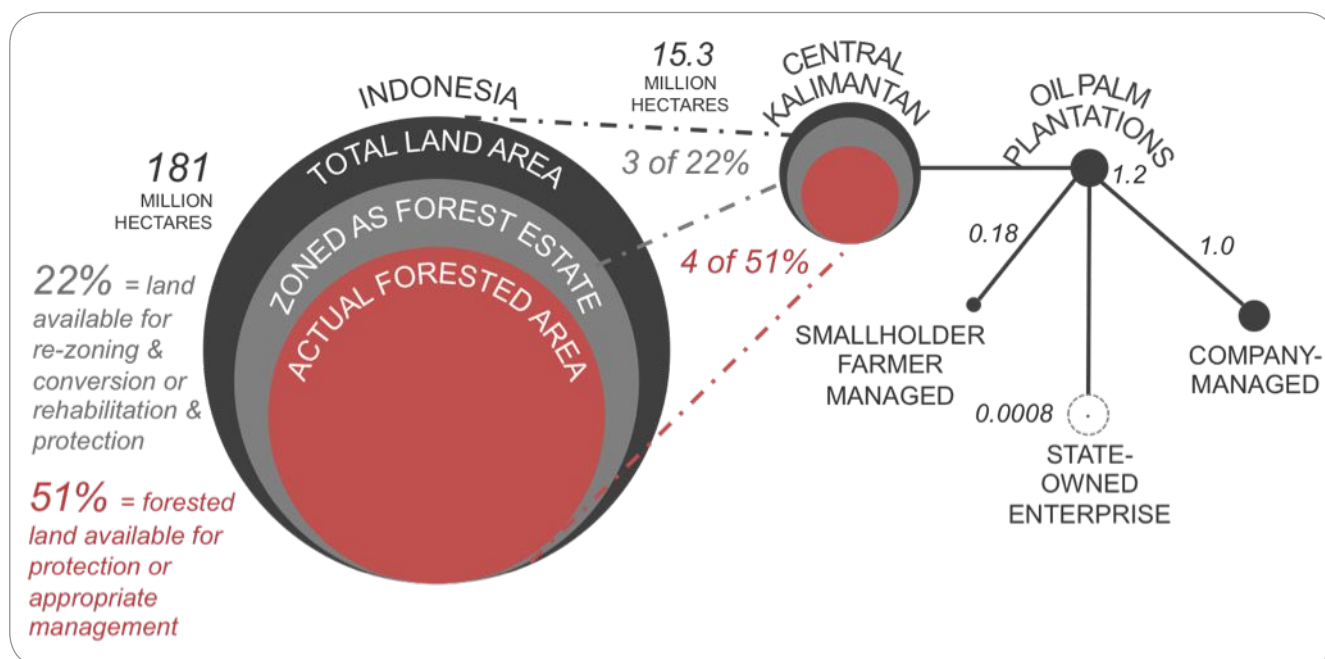 INDONESIA
181
MILLION
HECTARES
TOTAL LAND AREA
ZONED AS FOREST ESTATE
ACTUAL FORESTED AREA
22% = land
available for
re-zoning &
conversion or
rehabilitation &
protection
51% = forested
land available for
protection or
appropriate
management
15.3
MILLION
HECTARES
3 of 22%
4 of 51%
CENTRAL
KALIMANTAN
OIL PALM
PLANTATIONS
1.2
0.18
1.0
0.0008
SMALLHOLDER
FARMER
MANAGED
STATE-
OWNED
ENTERPRISE
COMPANY-
MANAGED